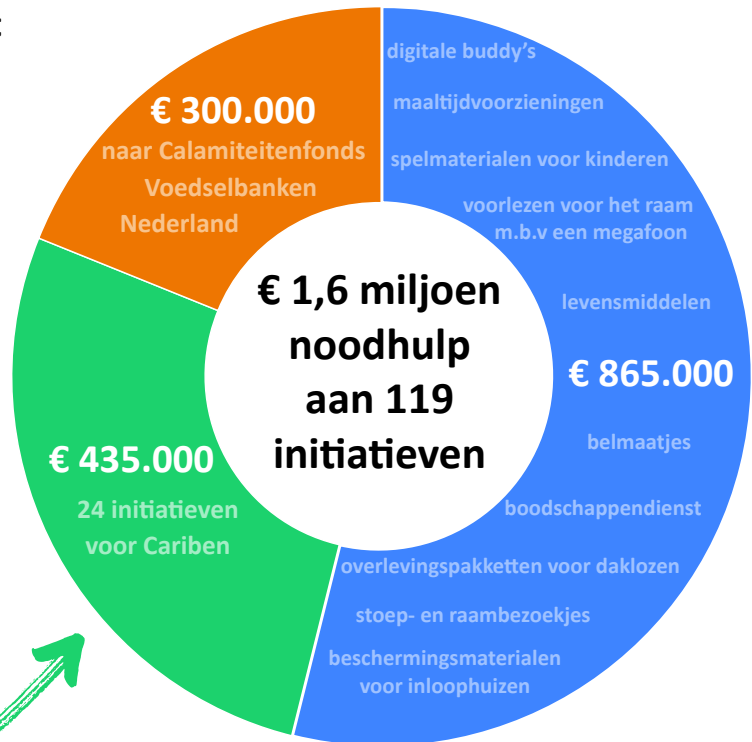 :
€ 300.000
naar Calamiteitenfonds
Voedselbanken
Nederland
digitale buddy's
maaltijdvoorzieningen
spelmaterialen voor kinderen
voorlezen voor het raam
m.b.v een megafoon
levensmiddelen
€ 865.000
belmaatjes
boodschappendienst
overlevingspakketten voor daklozen
stoep- en raambezoekjes
beschermingsmaterialen
voor inloophuizen
€ 1,6 miljoen
noodhulp
aan 119
initiatieven
€ 435.000
24 initiatieven
voor Cariben